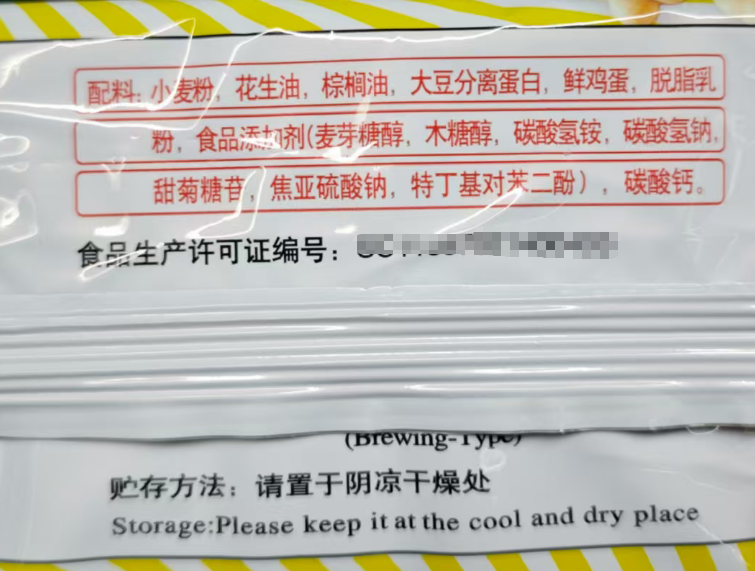 配料: 小麦粉, 花生油, 棕榈油, 大豆分离蛋白, 鲜鸡蛋, 脱脂乳
粉, 食品添加剂(麦芽糖醇, 木糖醇, 碳酸氢铵, 碳酸氢钠,
甜菊糖苷, 焦亚硫酸钠, 特丁基对苯二酚), 碳酸钙。
食品生产许可证编号:
(Brewing-Type)
贮存方法: 请置于阴凉干燥处
Storage:Please keep it at the cool and dry place